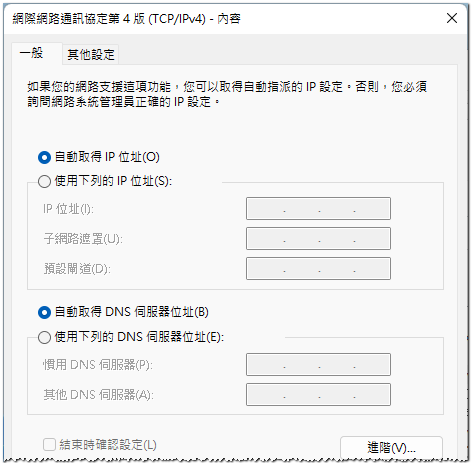 網際網路通訊協定第 4 版 (TCP/IPv4) - 內容
一般
其他設定
如果您的網路支援這項功能，您可以取得自動指派的 IP 設定。否則，您必須
詢問網路系統管理員正確的 IP 設定。
自動取得 IP 位址(O)
使用下列的 IP 位址(S):
IP 位址(I):
子網路遮罩(U):
預設閘道(D):
自動取得 DNS 伺服器位址(B)
使用下列的 DNS 伺服器位址(E):
慣用 DNS 伺服器(P):
其他 DNS 伺服器(A):
結束時確認設定(L)
進階(V)...